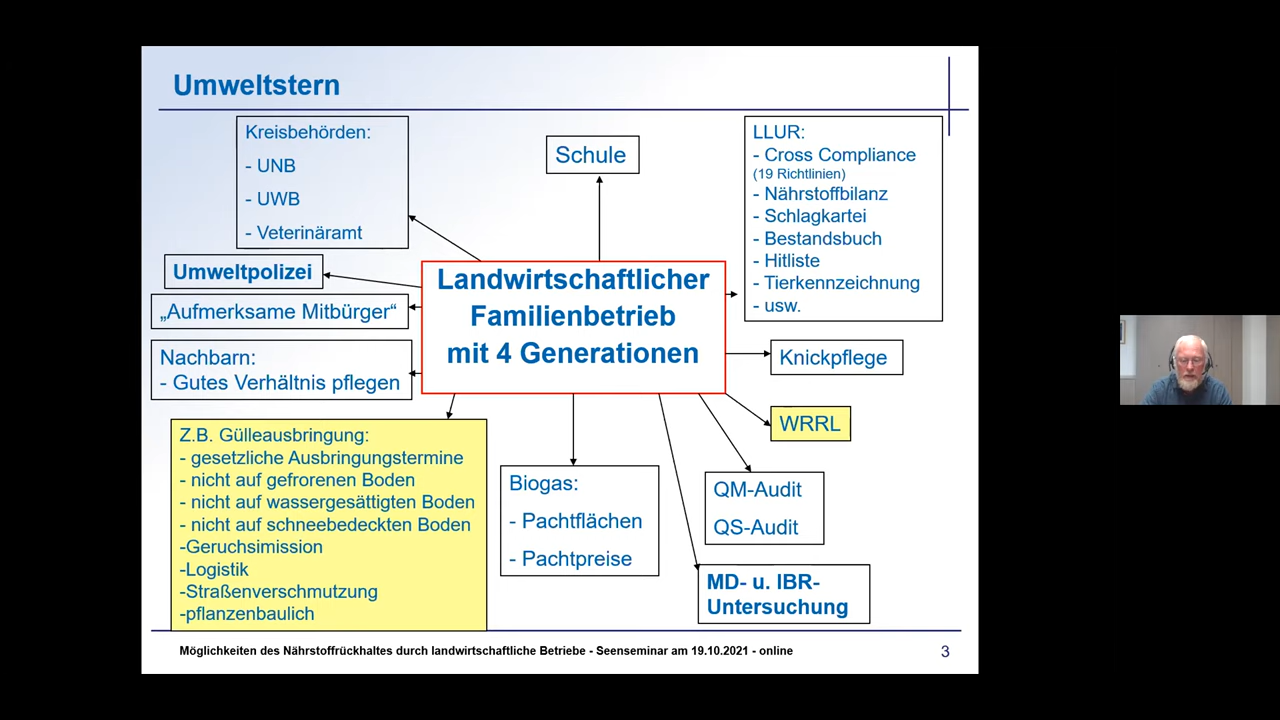 Umweltstern
Kreisbehörden:
- UNB
- UWB
- Veterinäramt
Schule
LLUR:
- Cross Compliance
(19 Richtlinien)
- Nährstoffbilanz
- Schlagkartei
- Bestandsbuch
- Hitliste
- Tierkennzeichnung
- usw.
Umweltpolizei
„Aufmerksame Mitbürger“
Nachbarn:
- Gutes Verhältnis pflegen
Landwirtschaftlicher
Familienbetrieb
mit 4 Generationen
Knickpflege
WRRL
Z.B. Gülleausbringung:
- gesetzliche Ausbringungstermine
- nicht auf gefrorenen Boden
- nicht auf wassergesättigten Boden
- nicht auf schneebedeckten Boden
-Geruchsimission
-Logistik
-Straßenverschmutzung
-pflanzenbaulich
Biogas:
- Pachtflächen
- Pachtpreise
QM-Audit
QS-Audit
MD- u. IBR-
Untersuchung
Möglichkeiten des Nährstoffrückhaltes durch landwirtschaftliche Betriebe - Seenseminar am 19.10.2021 - online
3